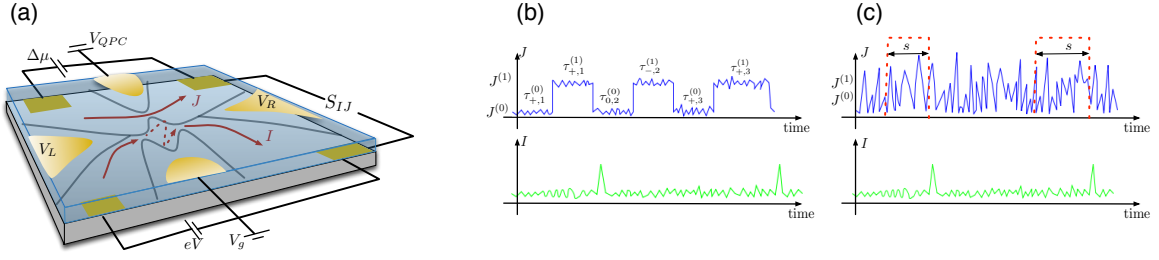 (a)
V_{QPC}
Δμ
J
V_R
S_{IJ}
V_L
I
eV
V_g
(b)
J
τ_{+,1}^{(1)} τ_{-,2}^{(1)} τ_{+,3}^{(1)}
J^{(1)} τ_{+,1}^{(0)} τ_{0,2}^{(0)} τ_{+,3}^{(0)}
J^{(0)}
time
I
time
(c)
J
s s
J^{(1)}
J^{(0)}
time
I
time